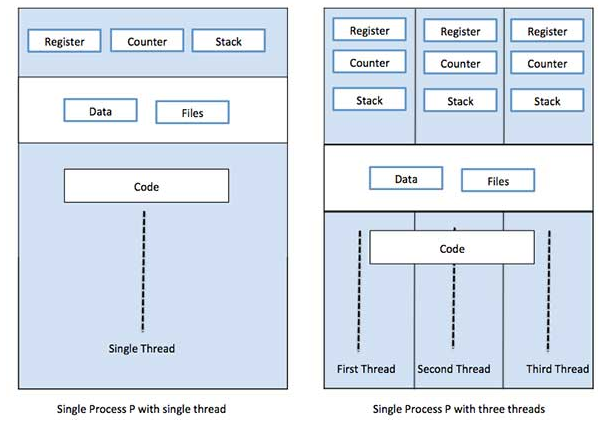 Register Counter Stack
Data Files
Code
Single Thread
Single Process P with single thread
Register Register Register
Counter Counter Counter
Stack Stack Stack
Data Files
Code
First Thread Second Thread Third Thread
Single Process P with three threads